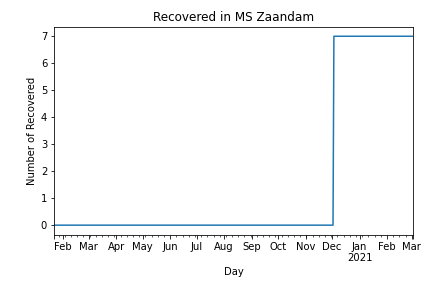 Recovered in MS Zaandam
Number of Recovered
7
6
5
4
3
2
1
0
Feb Mar Apr May Jun Jul Aug Sep Oct Nov Dec Jan Feb Mar
2021
Day